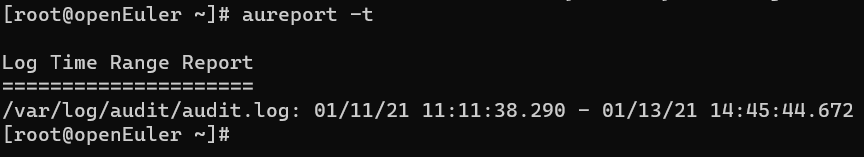 [root@openEuler ~]# aureport -t
Log Time Range Report
=====================
/var/log/audit/audit.log: 01/11/21 11:11:38.290 - 01/13/21 14:45:44.672
[root@openEuler ~]#